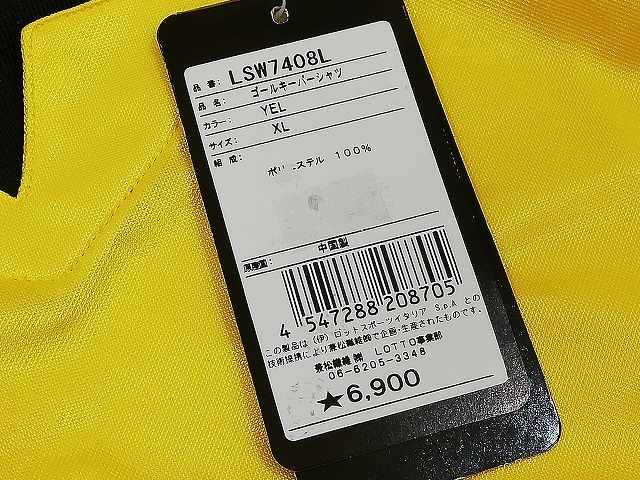 品番: LSW7408L
品名: ゴールキーパーシャツ
カラー: YEL
サイズ: XL
組成:
ポリエステル 100%
原産国: 中国製
4 547288 208705
この製品は(伊)ロットスポーツイタリア S.p.A との
技術提携により兼松繊維㈱で企画・生産されたものです。
兼松繊維㈱ LOTTO事業部
06-6205-3348
★6,900